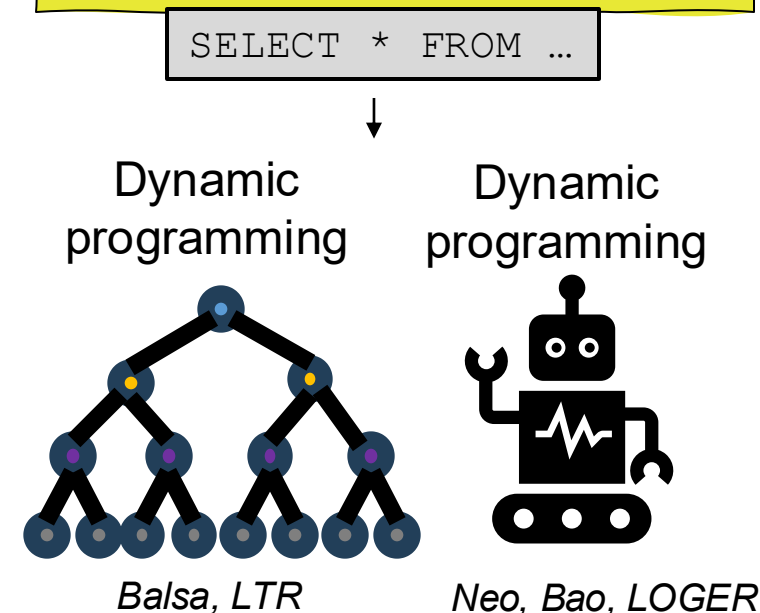 SELECT * FROM …
Dynamic
programming
Dynamic
programming
Balsa, LTR
Neo, Bao, LOGER